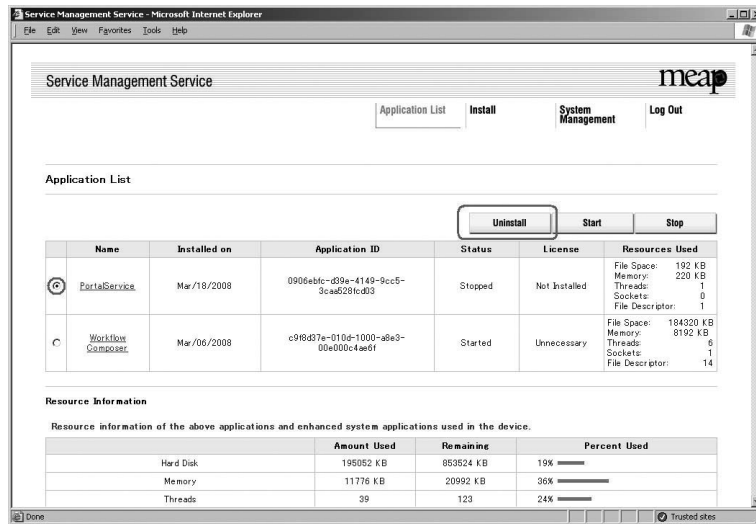 Service Management Service - Microsoft Internet Explorer
File Edit View Favorites Tools Help
Service Management Service
meap
Application List
Install
System
Management
Log Out
Application List
Uninstall
Start
Stop
Name Installed on Application ID Status License Resources Used
PortalService Mar/18/2008 0906ebfc-d39e-4149-9cc5-
3caa528fcd03 Stopped Not Installed
File Space: 192 KB
Memory: 220 KB
Threads: 1
Sockets: 0
File Descriptor: 1
Workflow
Composer Mar/06/2008 c9f8d37e-010d-1000-a8e3-
00e000c4ae6f Started Unnecessary
File Space: 184320 KB
Memory: 8192 KB
Threads: 6
Sockets: 1
File Descriptor: 14
Resource Information
Resource information of the above applications and enhanced system applications used in the device.
Amount Used Remaining Percent Used
Hard Disk 195052 KB 853524 KB 19%
Memory 11776 KB 20992 KB 36%
Threads 39 123 24%
Done
Trusted sites